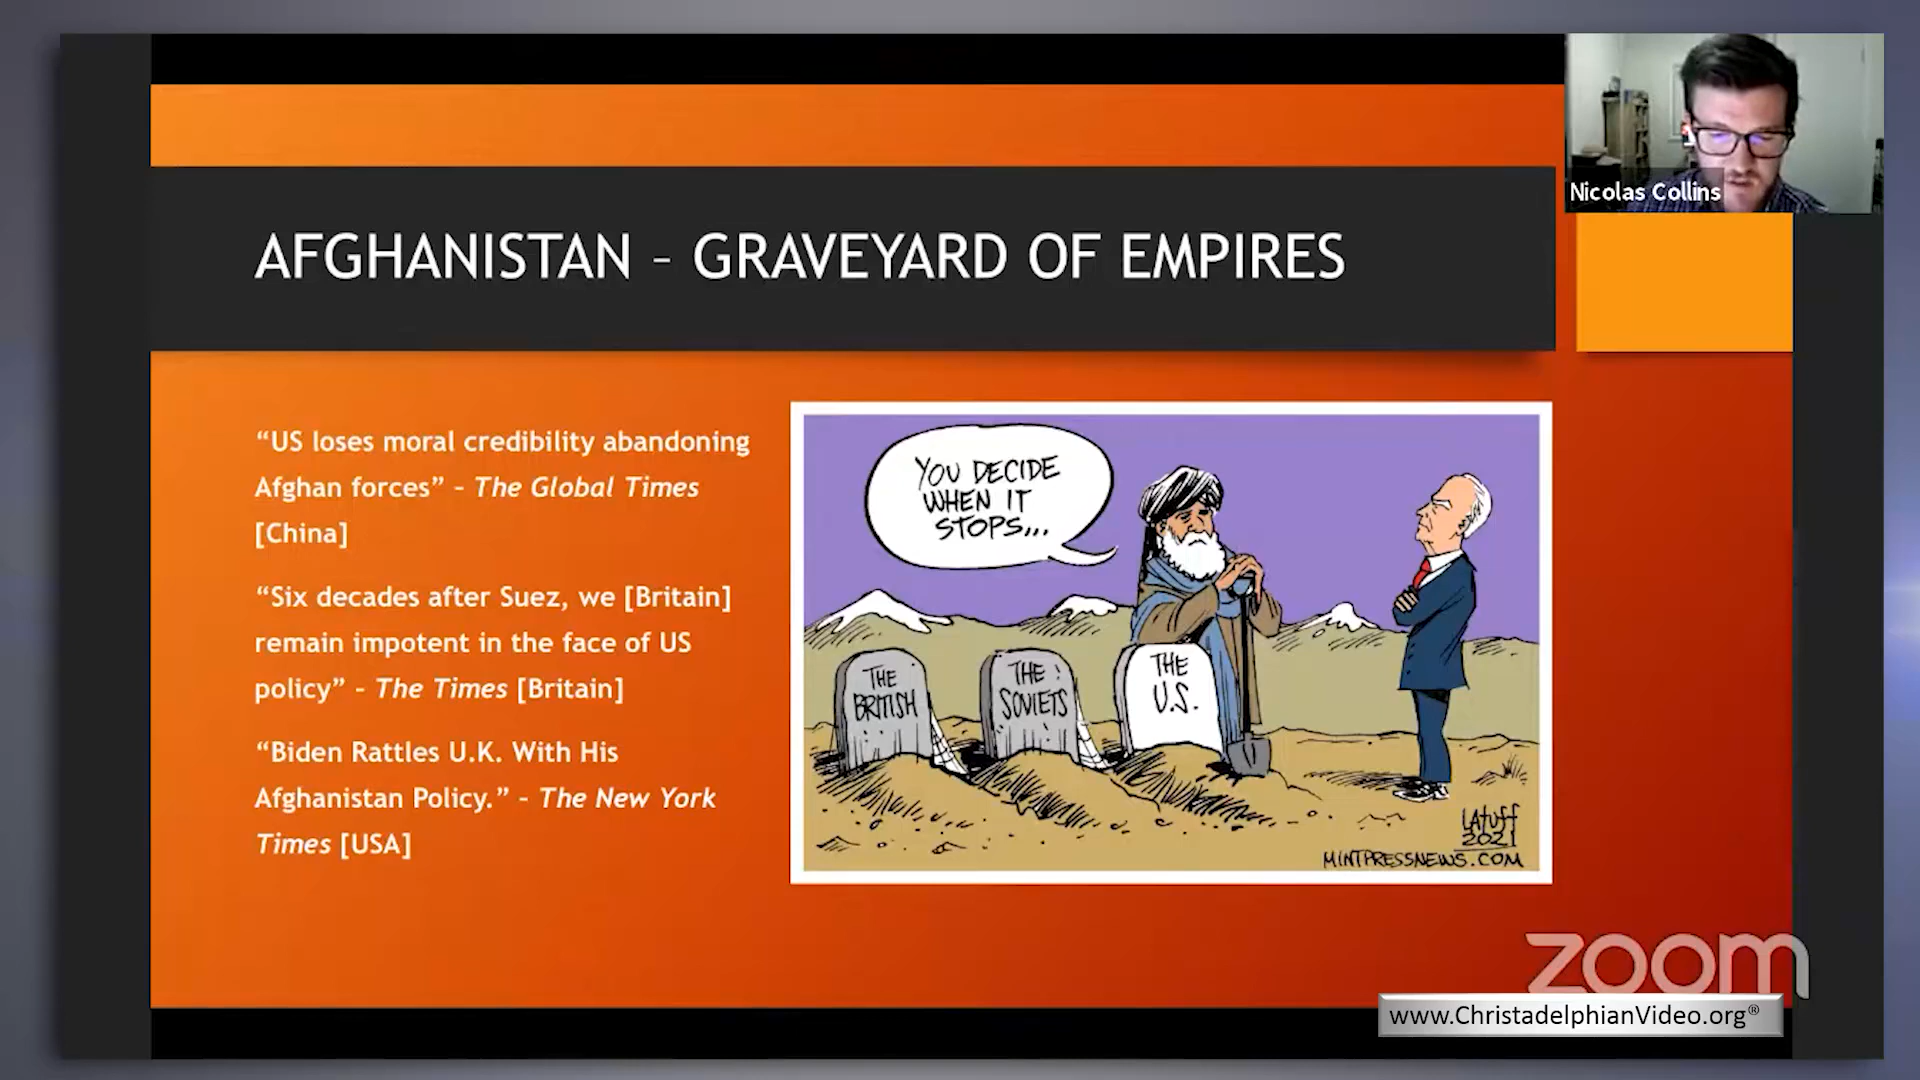 Nicolas Collins
AFGHANISTAN – GRAVEYARD OF EMPIRES
“US loses moral credibility abandoning
Afghan forces” – The Global Times
[China]
“Six decades after Suez, we [Britain]
remain impotent in the face of US
policy” – The Times [Britain]
“Biden Rattles U.K. With His
Afghanistan Policy.” – The New York
Times [USA]
YOU DECIDE
WHEN IT
STOPS...
THE
BRITISH
THE
SOVIETS
THE
U.S.
LATUFF
2021
MINTPRESSNEWS.COM
zoom
www.ChristadelphianVideo.org®